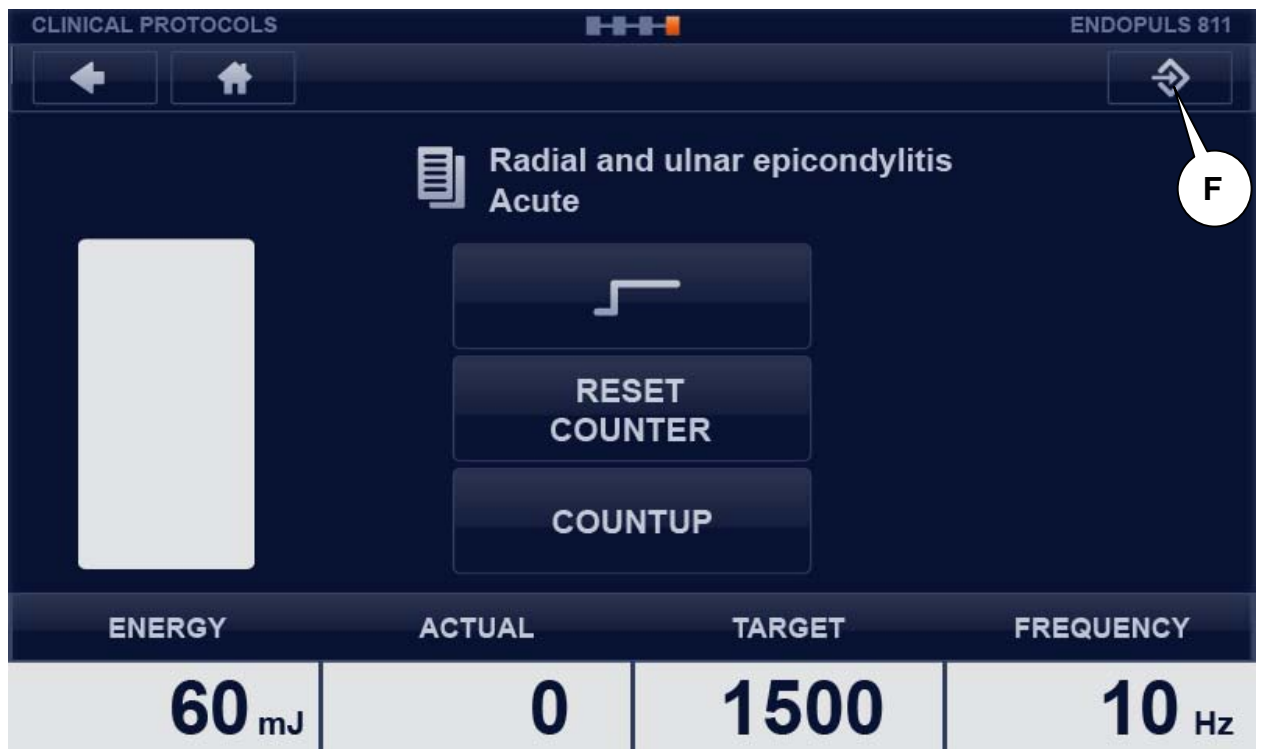 CLINICAL PROTOCOLS
ENDOPULS 811
F
Radial and ulnar epicondylitis
Acute
RESET
COUNTER
COUNTUP
ENERGY ACTUAL TARGET FREQUENCY
60 mJ 0 1500 10 Hz